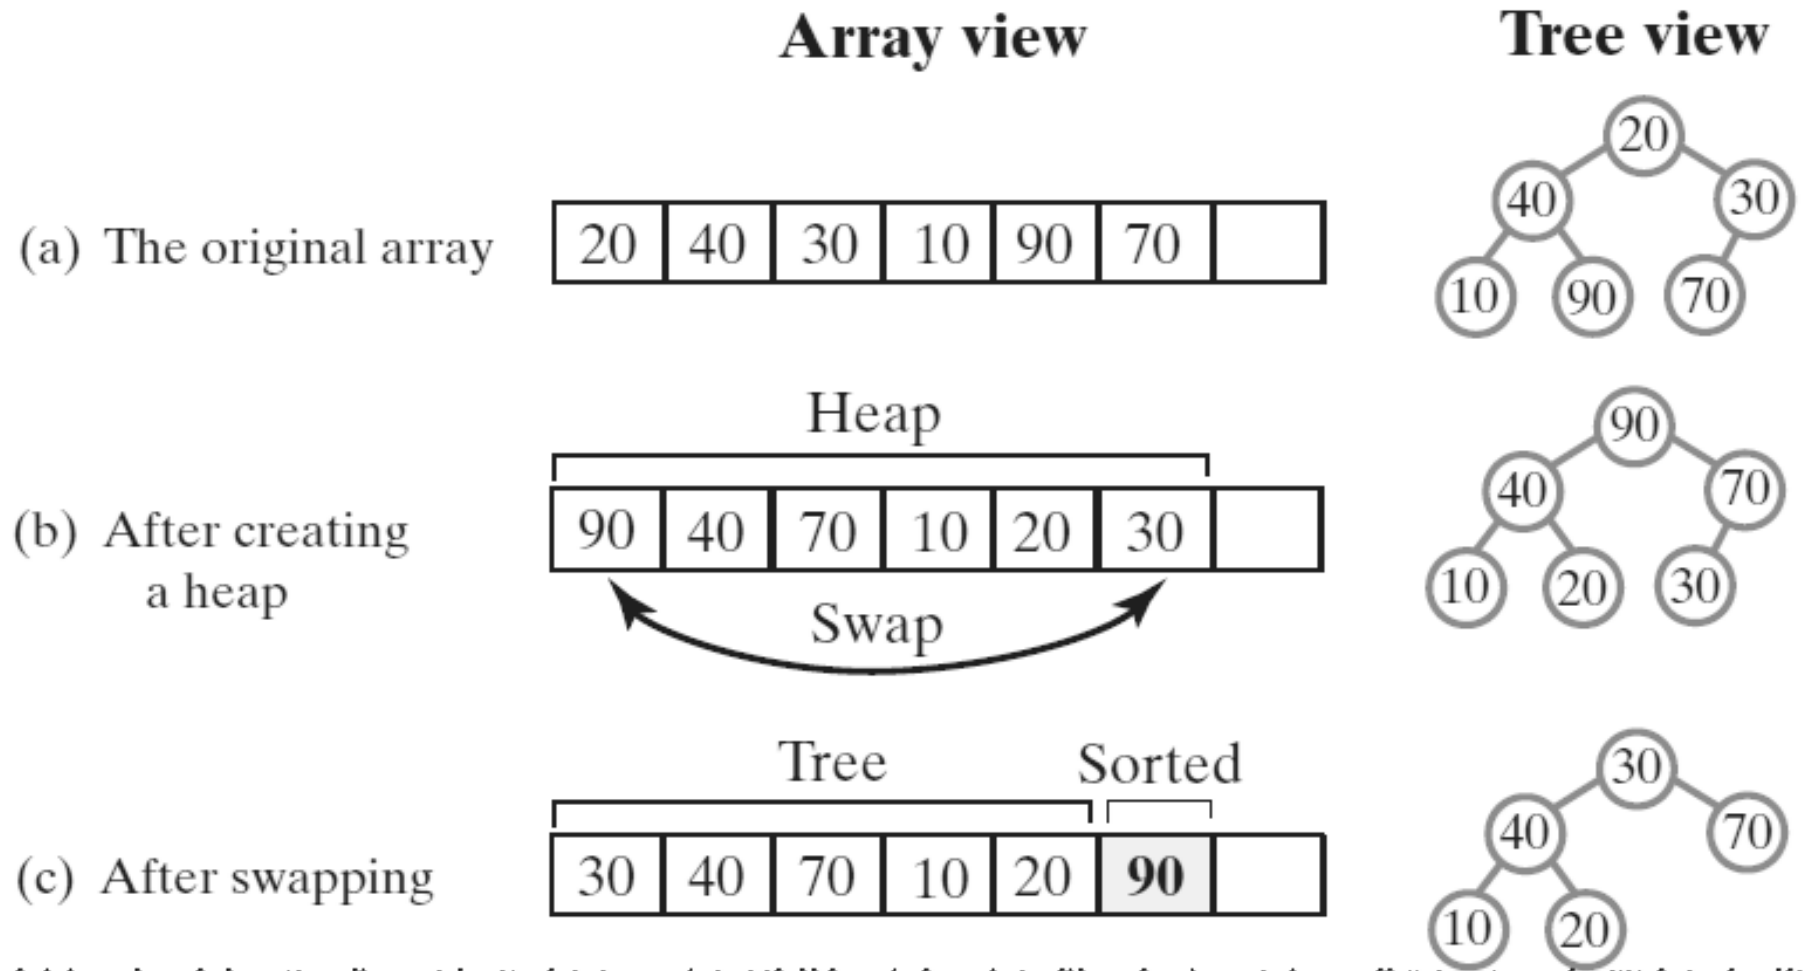 Array view Tree view
20
40 30
(a) The original array 20 40 30 10 90 70
10 90 70
Heap
90
40 70
(b) After creating 90 40 70 10 20 30
a heap
10 20 30
Swap
Tree Sorted
30
40 70
(c) After swapping 30 40 70 10 20 90
10 20